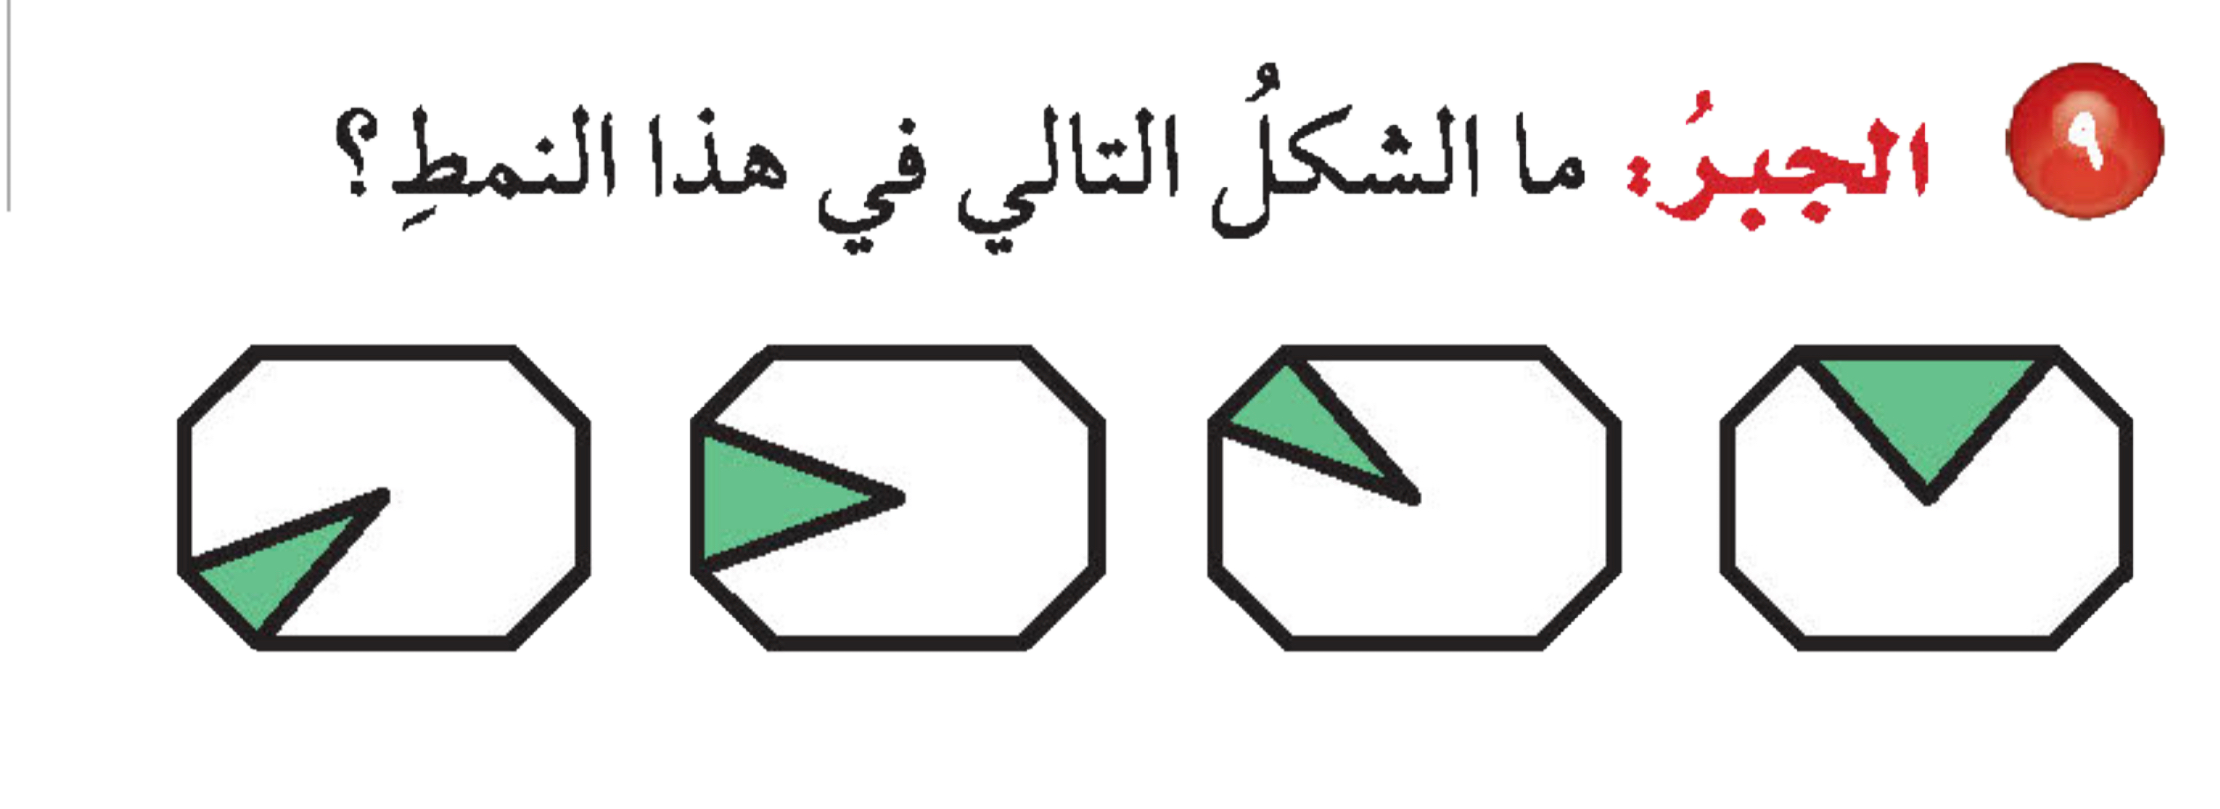 ٩ الجبرُ: ما الشكلُ التالي في هذا النمطِ؟